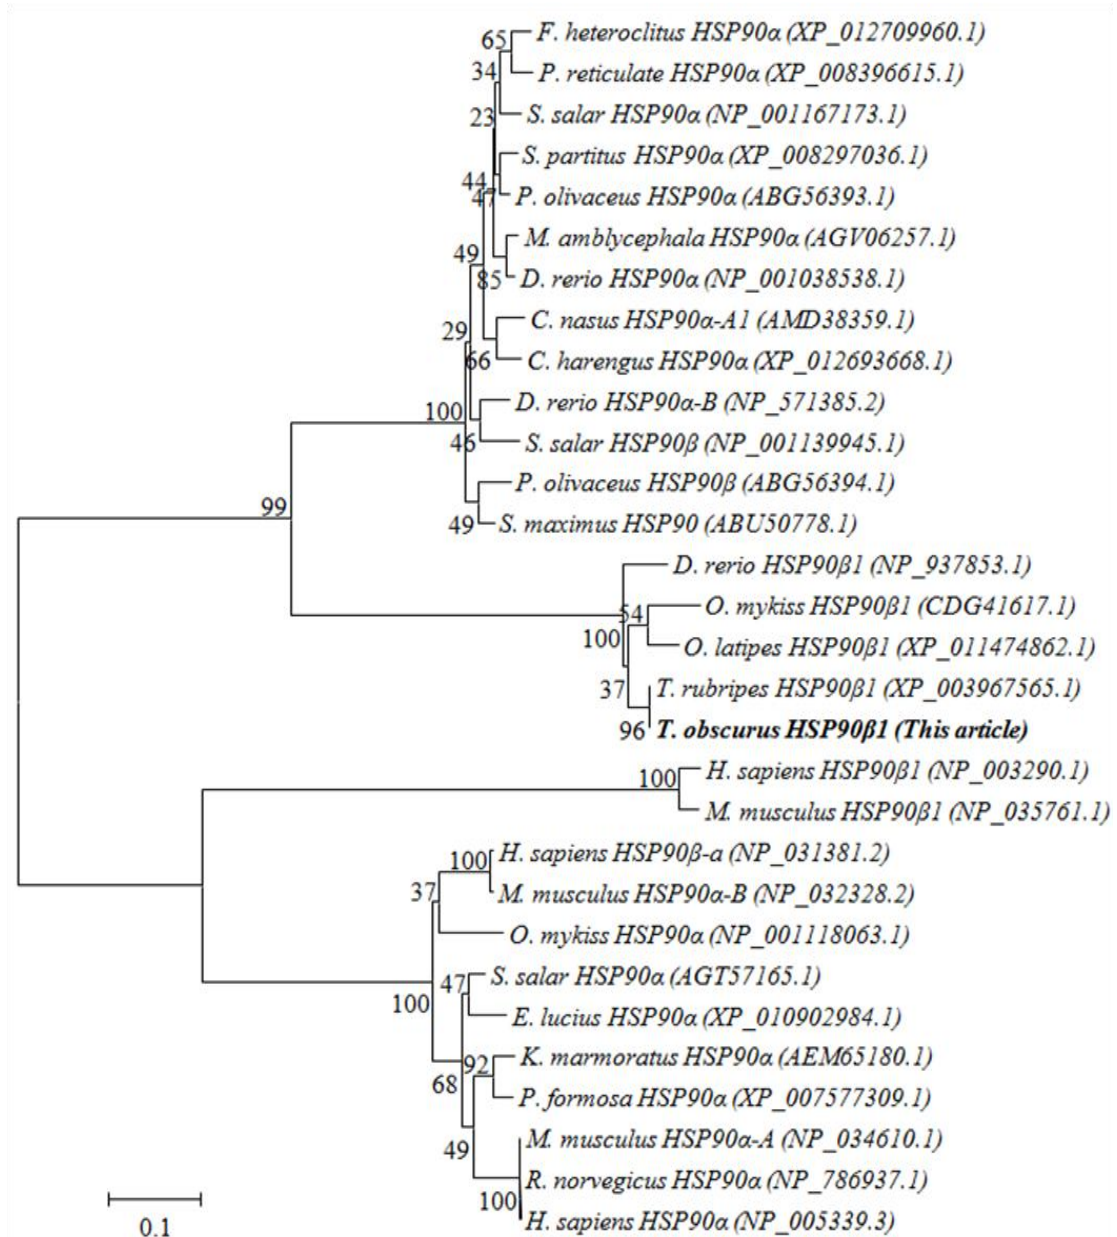 65
F. heteroclitus HSP90α (XP_012709960.1)
34
P. reticulate HSP90α (XP_008396615.1)
23
S. salar HSP90α (NP_001167173.1)
S. partitus HSP90α (XP_008297036.1)
44
47
P. olivaceus HSP90α (ABG56393.1)
M. amblycephala HSP90α (AGV06257.1)
49
85
D. rerio HSP90α (NP_001038538.1)
C. nasus HSP90α-A1 (AMD38359.1)
29
66
C. harengus HSP90α (XP_012693668.1)
D. rerio HSP90α-B (NP_571385.2)
100
46
S. salar HSP90β (NP_001139945.1)
P. olivaceus HSP90β (ABG56394.1)
99
49
S. maximus HSP90 (ABU50778.1)
D. rerio HSP90β1 (NP_937853.1)
54
O. mykiss HSP90β1 (CDG41617.1)
100
O. latipes HSP90β1 (XP_011474862.1)
37
T. rubripes HSP90β1 (XP_003967565.1)
96
T. obscurus HSP90β1 (This article)
100
H. sapiens HSP90β1 (NP_003290.1)
M. musculus HSP90β1 (NP_035761.1)
100
H. sapiens HSP90β-a (NP_031381.2)
37
M. musculus HSP90α-B (NP_032328.2)
O. mykiss HSP90α (NP_001118063.1)
47
S. salar HSP90α (AGT57165.1)
100
E. lucius HSP90α (XP_010902984.1)
92
K. marmoratus HSP90α (AEM65180.1)
68
P. formosa HSP90α (XP_007577309.1)
49
M. musculus HSP90α-A (NP_034610.1)
R. norvegicus HSP90α (NP_786937.1)
100
H. sapiens HSP90α (NP_005339.3)
0.1